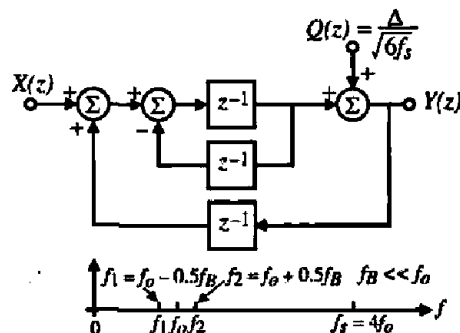 Q(z) = Δ / √6fs
X(z) + Σ + Σ z−1 + Σ + Y(z)
+ − z−1
z−1
f1 = fo − 0.5fB f2 = fo + 0.5fB fB << fo
0 f1 fo f2 fs = 4fo f